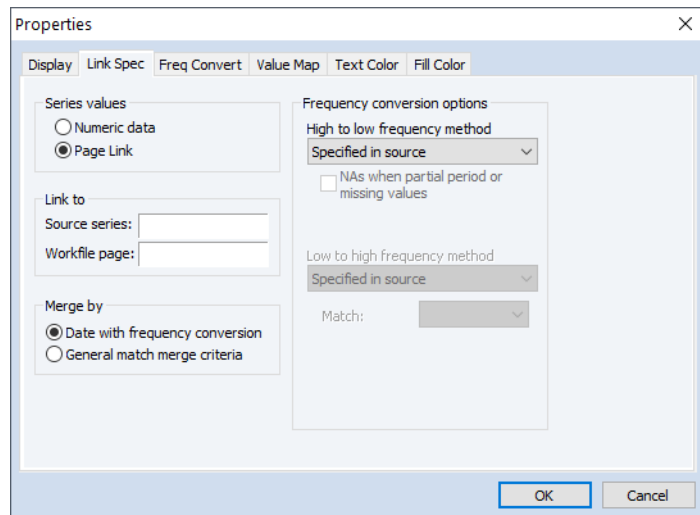 Properties
Display Link Spec Freq Convert Value Map Text Color Fill Color
Series values
Numeric data
Page Link
Link to
Source series:
Workfile page:
Merge by
Date with frequency conversion
General match merge criteria
Frequency conversion options
High to low frequency method
Specified in source
NAs when partial period or
missing values
Low to high frequency method
Specified in source
Match:
OK Cancel